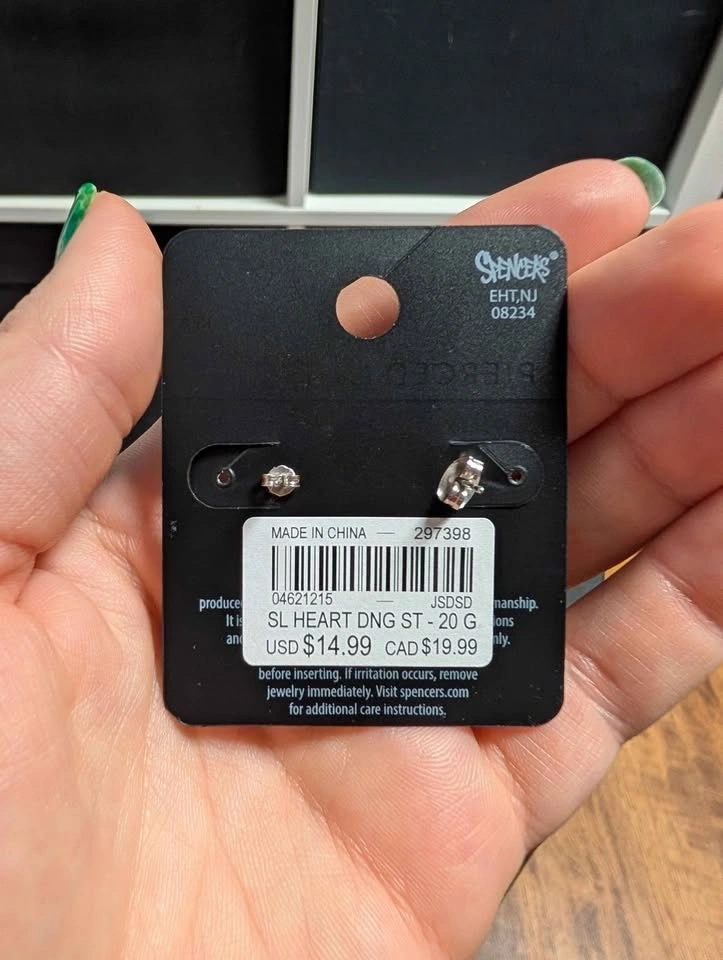 SPENCERS®
EHT,NJ
08234
PIERCED
MADE IN CHINA — 297398
04621215 — JSDSD
SL HEART DNG ST - 20 G
USD $14.99 CAD $19.99
produce manship.
It is ions
and nly.
before inserting. If irritation occurs, remove
jewelry immediately. Visit spencers.com
for additional care instructions.